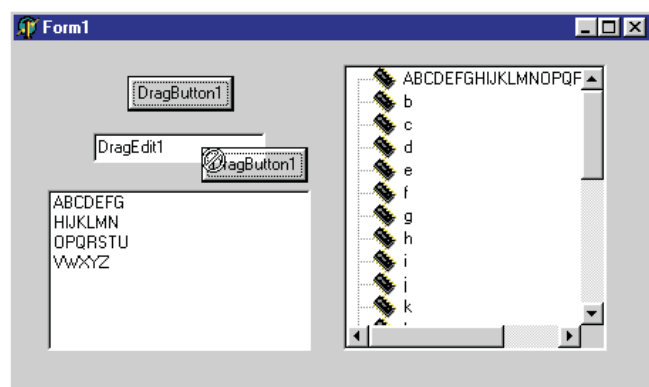 Form1
DragButton1
DragEdit1
DragButton1
ABCDEFG
HIJKLMN
OPQRSTU
VWXYZ
ABCDEFGHIJKLMNOPQF
b
c
d
e
f
g
h
i
j
k